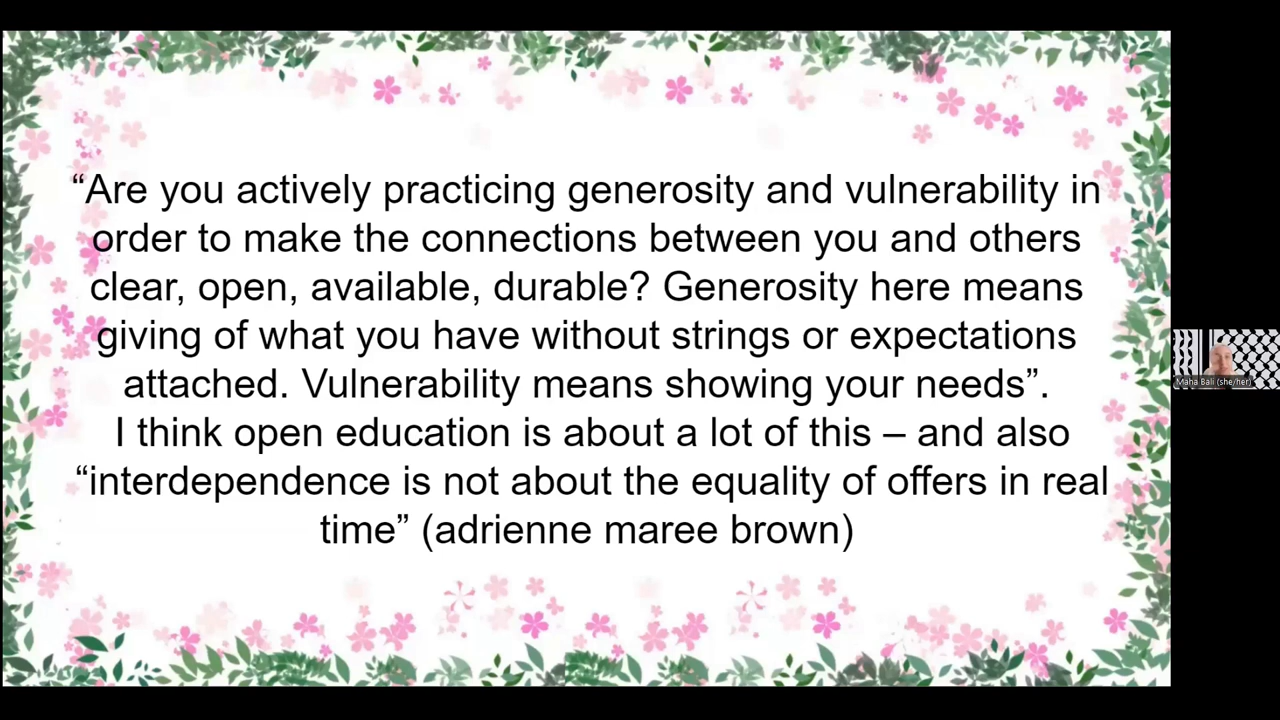 “Are you actively practicing generosity and vulnerability in
order to make the connections between you and others
clear, open, available, durable? Generosity here means
giving of what you have without strings or expectations
attached. Vulnerability means showing your needs”.
I think open education is about a lot of this – and also
“interdependence is not about the equality of offers in real
time” (adrienne maree brown)
Maha Bali (she/her)